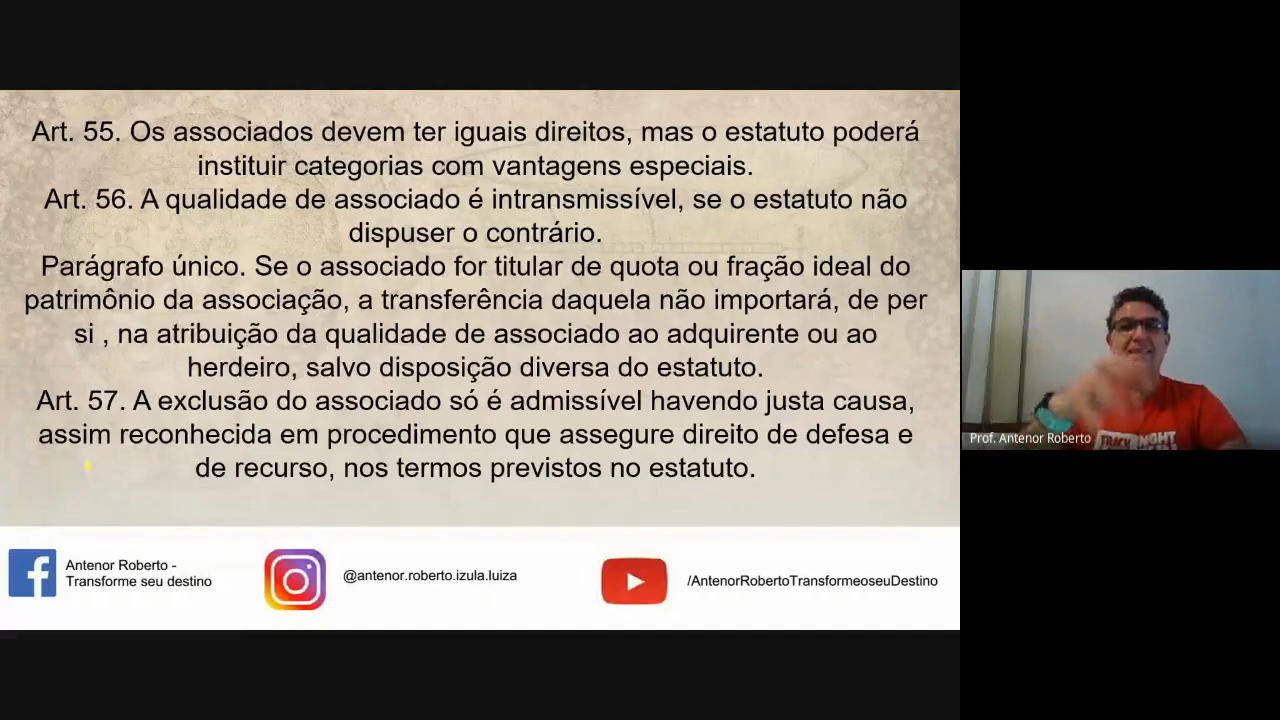 Art. 55. Os associados devem ter iguais direitos, mas o estatuto poderá
instituir categorias com vantagens especiais.
Art. 56. A qualidade de associado é intransmissível, se o estatuto não
dispuser o contrário.
Parágrafo único. Se o associado for titular de quota ou fração ideal do
patrimônio da associação, a transferência daquela não importará, de per
si , na atribuição da qualidade de associado ao adquirente ou ao
herdeiro, salvo disposição diversa do estatuto.
Art. 57. A exclusão do associado só é admissível havendo justa causa,
assim reconhecida em procedimento que assegure direito de defesa e
de recurso, nos termos previstos no estatuto.
Prof. Antenor Roberto
Antenor Roberto -
Transforme seu destino
@antenor.roberto.izula.luiza
/AntenorRobertoTransformeoseuDestino